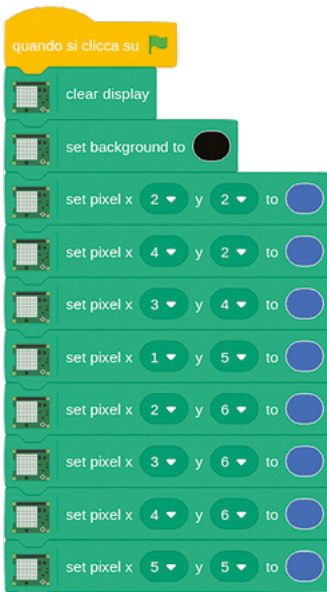 quando si clicca su
clear display
set background to
set pixel x 2 y 2 to
set pixel x 4 y 2 to
set pixel x 3 y 4 to
set pixel x 1 y 5 to
set pixel x 2 y 6 to
set pixel x 3 y 6 to
set pixel x 4 y 6 to
set pixel x 5 y 5 to